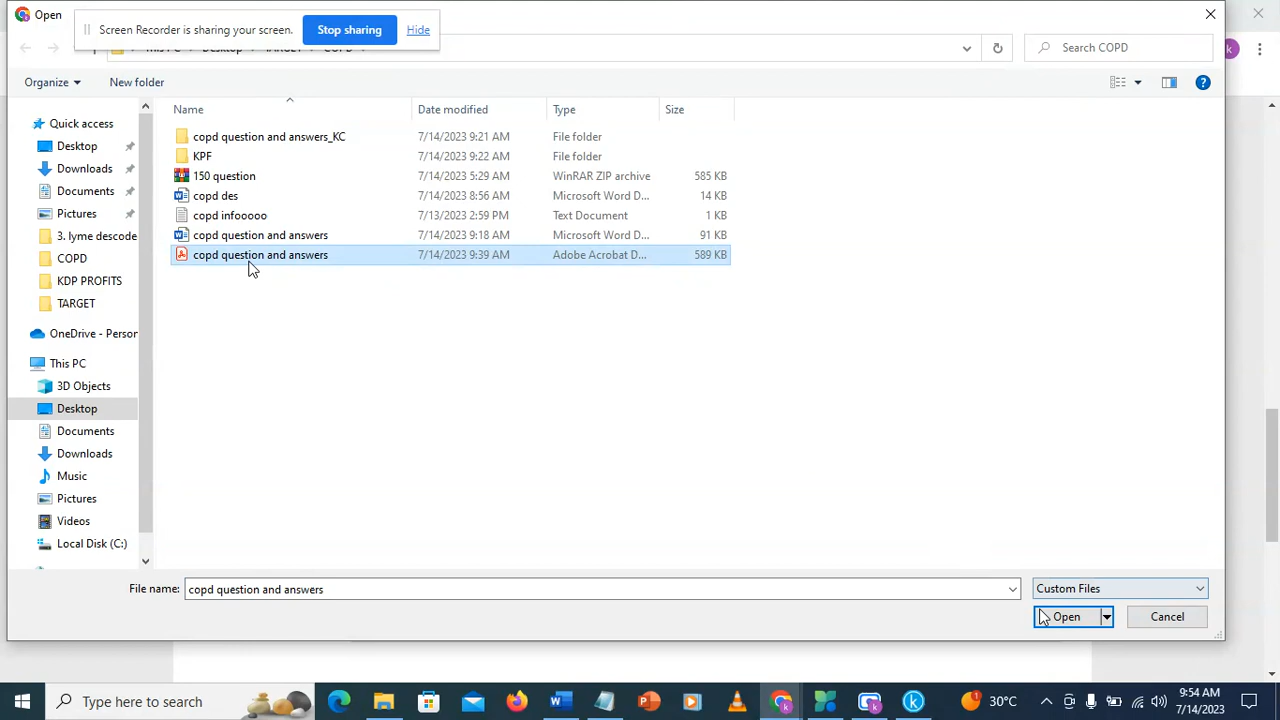 Open
Screen Recorder is sharing your screen.
Stop sharing
Hide
This PC
Desktop
TARGET
COPD
Search COPD
k
Organize
New folder
Name
Date modified
Type
Size
Quick access
Desktop
Downloads
Documents
Pictures
3. lyme descode
COPD
KDP PROFITS
TARGET
OneDrive - Person
This PC
3D Objects
Desktop
Documents
Downloads
Music
Pictures
Videos
Local Disk (C:)
copd question and answers_KC 7/14/2023 9:21 AM File folder
KPF 7/14/2023 9:22 AM File folder
150 question 7/14/2023 5:29 AM WinRAR ZIP archive 585 KB
copd des 7/14/2023 8:56 AM Microsoft Word D... 14 KB
copd infooooo 7/13/2023 2:59 PM Text Document 1 KB
copd question and answers 7/14/2023 9:18 AM Microsoft Word D... 91 KB
copd question and answers 7/14/2023 9:39 AM Adobe Acrobat D... 589 KB
File name: copd question and answers
Custom Files
Open
Cancel
Type here to search
1
30°C
9:54 AM
7/14/2023